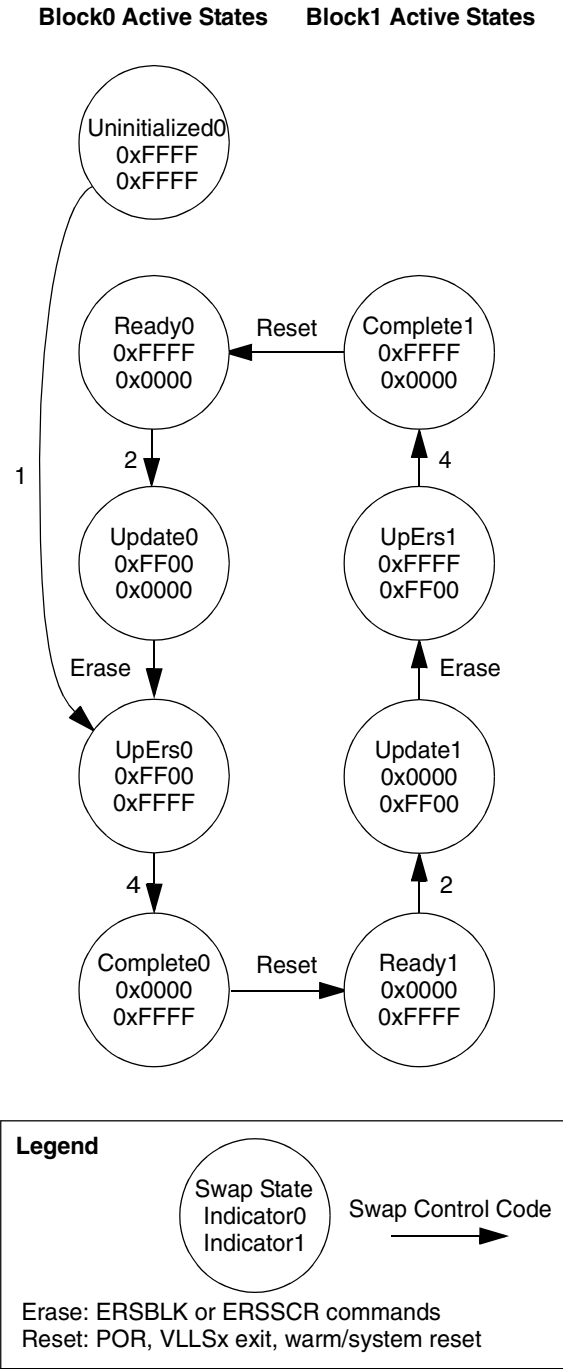 Block0 Active States
Block1 Active States
Uninitialized0
0xFFFF
0xFFFF
Ready0
0xFFFF
0x0000
Reset
Complete1
0xFFFF
0x0000
1
2
4
Update0
0xFF00
0x0000
UpErs1
0xFFFF
0xFF00
Erase
Erase
UpErs0
0xFF00
0xFFFF
Update1
0x0000
0xFF00
4
2
Complete0
0x0000
0xFFFF
Reset
Ready1
0x0000
0xFFFF
Legend
Swap State
Indicator0
Indicator1
Swap Control Code
Erase: ERSBLK or ERSSCR commands
Reset: POR, VLLSx exit, warm/system reset